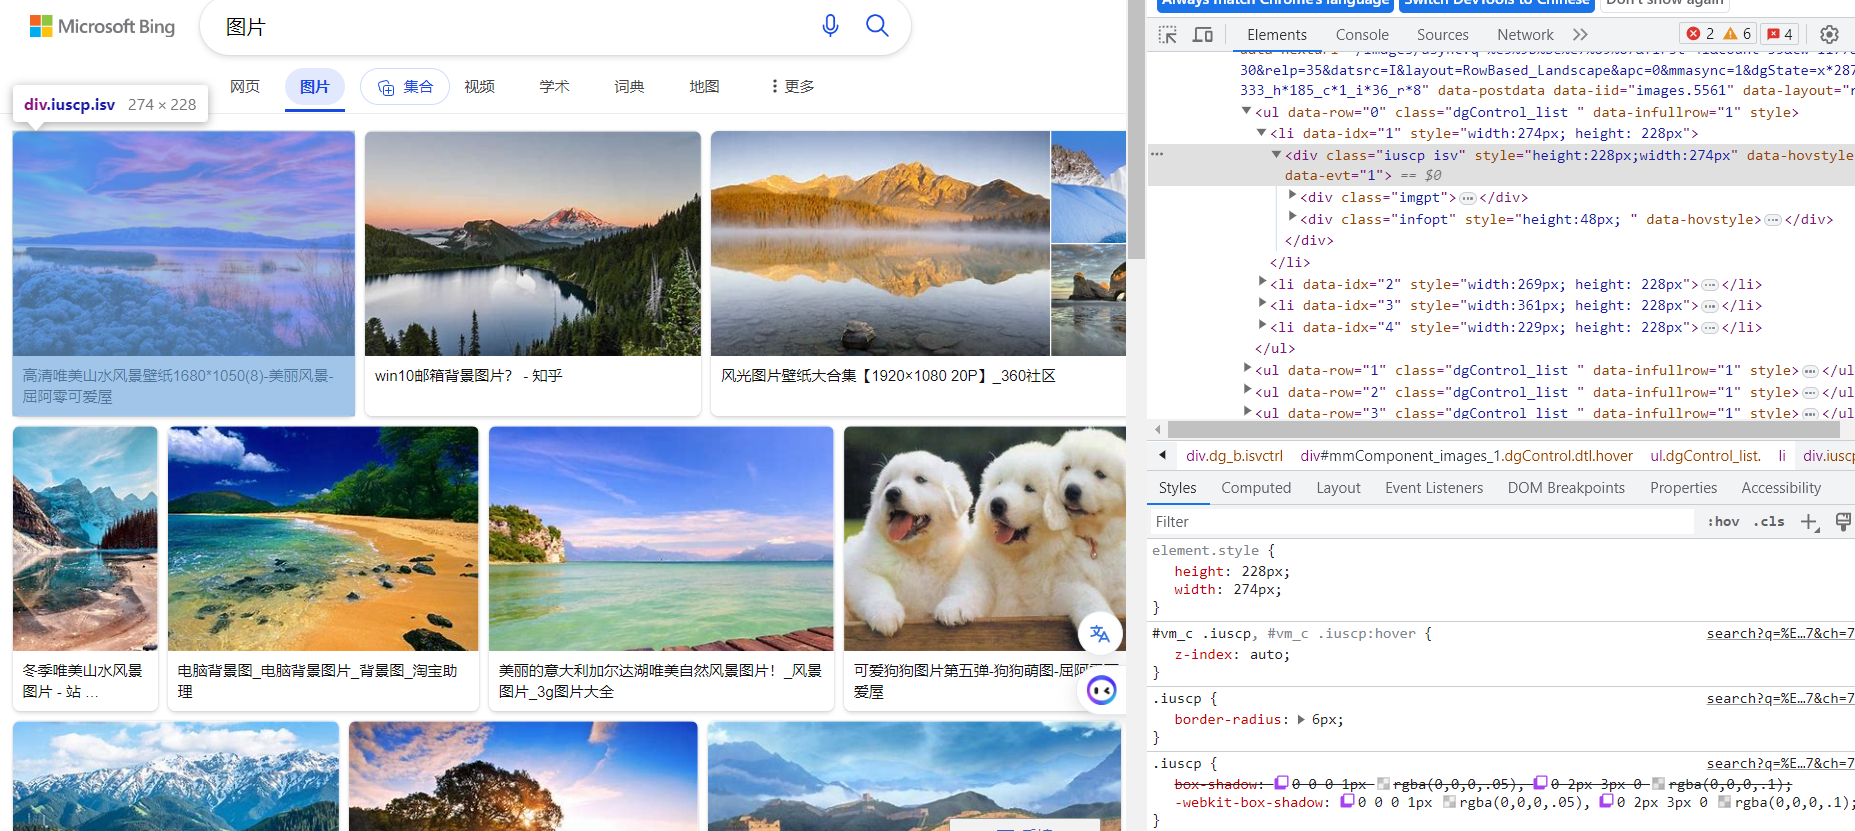 Microsoft Bing
图片
网页
图片
集合
视频
学术
词典
地图
更多
div.iuscp.isv 274 × 228
高清唯美山水风景壁纸1680*1050(8)-美丽风景-
屈阿零可爱屋
win10邮箱背景图片？ - 知乎
风光图片壁纸大合集【1920×1080 20P】_360社区
冬季唯美山水风景
图片 - 站 ...
电脑背景图_电脑背景图片_背景图_淘宝助
理
美丽的意大利加尔达湖唯美自然风景图片！_风景
图片_3g图片大全
可爱狗狗图片第五弹-狗狗萌图-屈阿零可
爱屋
Always match Chrome's language
Switch DevTools to Chinese
Don't show again
Elements
Console
Sources
Network
2
6
4
30&relp=35&datsrc=I&layout=RowBased_Landscape&apc=0&mmasync=1&dgState=x*287
333_h*185_c*1_i*36_r*8" data-postdata data-iid="images.5561" data-layout="r
<ul data-row="0" class="dgControl_list " data-infullrow="1" style>
<li data-idx="1" style="width:274px; height: 228px">
<div class="iuscp isv" style="height:228px;width:274px" data-hovstyle
data-evt="1"> == $0
<div class="imgpt"> … </div>
<div class="infopt" style="height:48px; " data-hovstyle> … </div>
</div>
</li>
<li data-idx="2" style="width:269px; height: 228px"> … </li>
<li data-idx="3" style="width:361px; height: 228px"> … </li>
<li data-idx="4" style="width:229px; height: 228px"> … </li>
</ul>
<ul data-row="1" class="dgControl_list " data-infullrow="1" style> … </ul
<ul data-row="2" class="dgControl_list " data-infullrow="1" style> … </ul
<ul data-row="3" class="dgControl_list " data-infullrow="1" style> … </ul
div.dg_b.isvctrl div#mmComponent_images_1.dgControl.dtl.hover ul.dgControl_list. li div.iuscp
Styles
Computed
Layout
Event Listeners
DOM Breakpoints
Properties
Accessibility
Filter
:hov .cls
element.style {
height: 228px;
width: 274px;
}
#vm_c .iuscp, #vm_c .iuscp:hover { search?q=%E…7&ch=7
z-index: auto;
}
.iuscp { search?q=%E…7&ch=7
border-radius: 6px;
}
.iuscp { search?q=%E…7&ch=7
box-shadow: 0 0 0 1px rgba(0,0,0,.05), 0 2px 3px 0 rgba(0,0,0,.1);
-webkit-box-shadow: 0 0 0 1px rgba(0,0,0,.05), 0 2px 3px 0 rgba(0,0,0,.1);
}